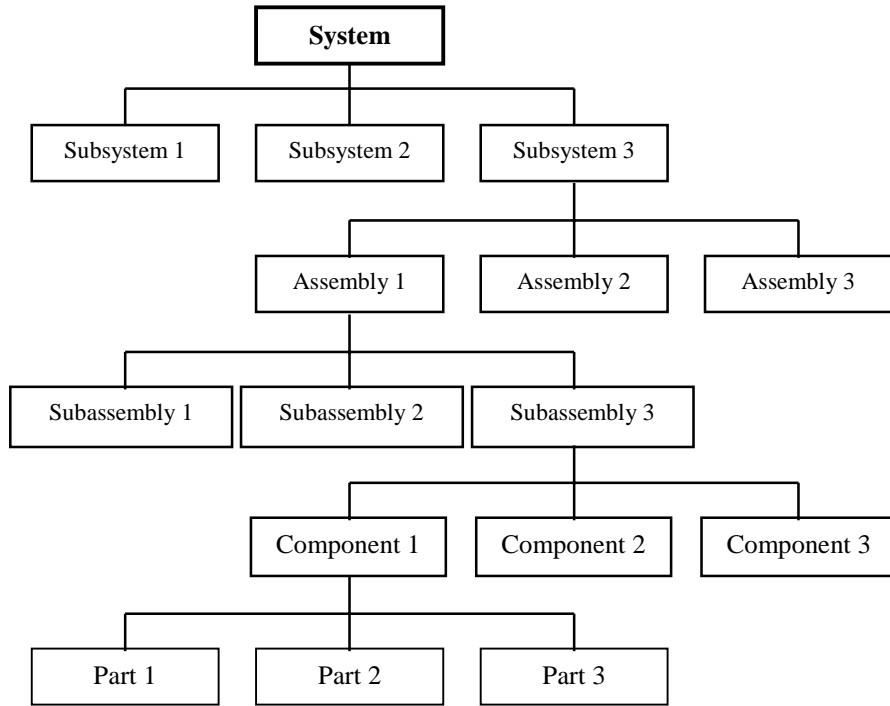 System
Subsystem 1
Subsystem 2
Subsystem 3
Assembly 1
Assembly 2
Assembly 3
Subassembly 1
Subassembly 2
Subassembly 3
Component 1
Component 2
Component 3
Part 1
Part 2
Part 3